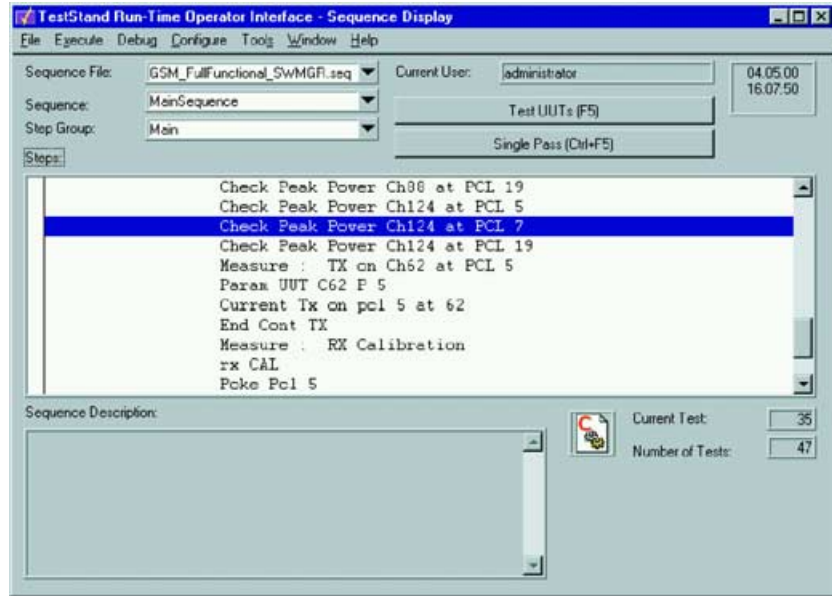 TestStand Run-Time Operator Interface - Sequence Display
File Execute Debug Configure Tools Window Help
Sequence File: GSM_FullFunctional_SWMGR.seq Current User: administrator 04.05.00
16.07.50
Sequence: MainSequence Test UUTs (F5)
Step Group: Main Single Pass (Ctrl+F5)
Steps:
Check Peak Power Ch88 at PCL 19
Check Peak Power Ch124 at PCL 5
Check Peak Power Ch124 at PCL 7
Check Peak Power Ch124 at PCL 19
Measure : TX on Ch62 at PCL 5
Param UUT C62 P 5
Current Tx on pcl 5 at 62
End Cont TX
Measure : RX Calibration
rx CAL
Poke Pcl 5
Sequence Description: Current Test: 35
Number of Tests: 47